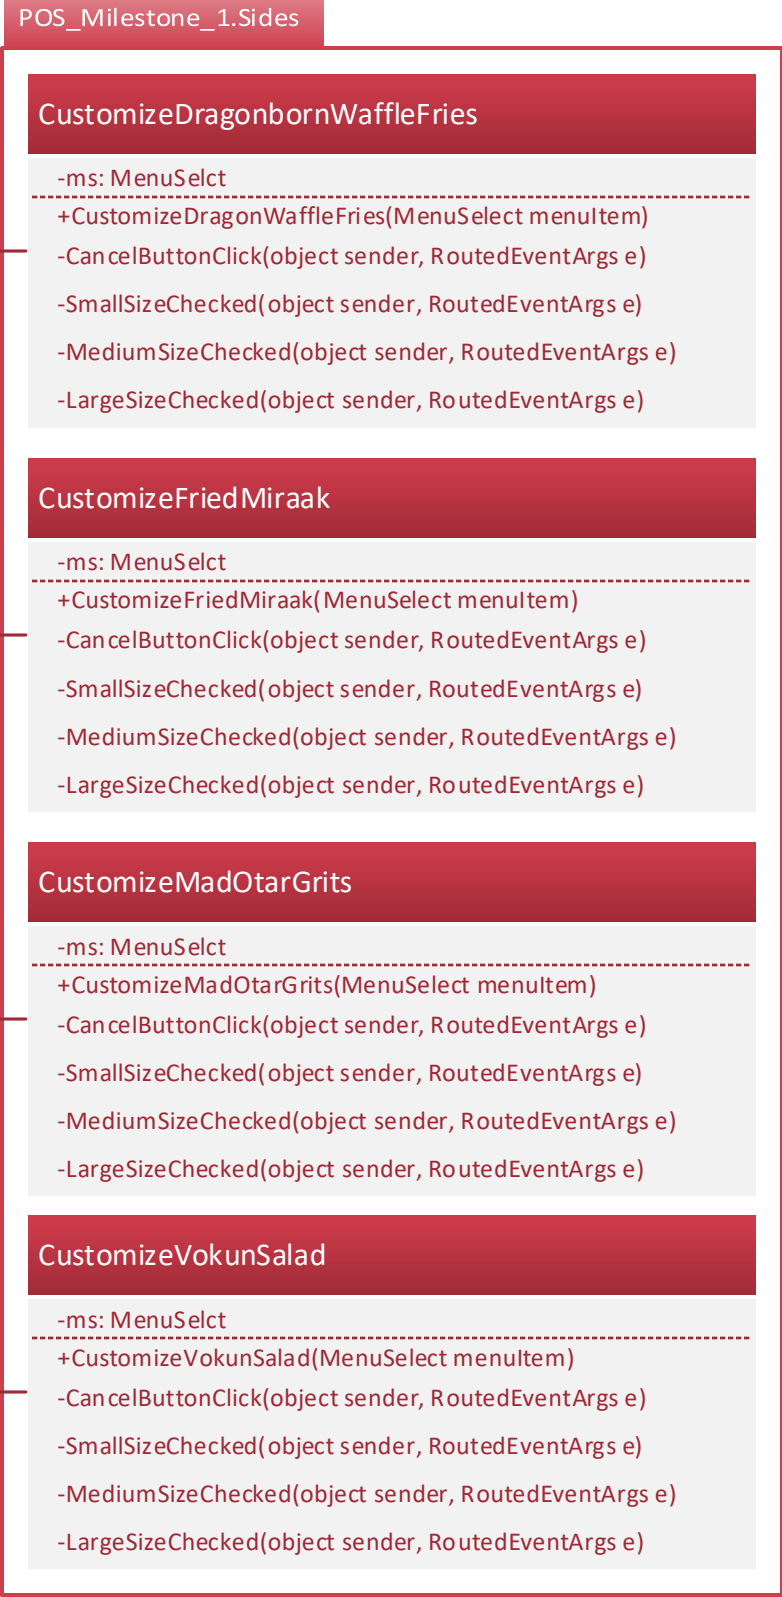 POS_Milestone_1.Sides
CustomizeDragonbornWaffleFries
-ms: MenuSelct
+CustomizeDragonWaffleFries(MenuSelect menuItem)
-CancelButtonClick(object sender, RoutedEventArgs e)
-SmallSizeChecked(object sender, RoutedEventArgs e)
-MediumSizeChecked(object sender, RoutedEventArgs e)
-LargeSizeChecked(object sender, RoutedEventArgs e)
CustomizeFriedMiraak
-ms: MenuSelct
+CustomizeFriedMiraak(MenuSelect menuItem)
-CancelButtonClick(object sender, RoutedEventArgs e)
-SmallSizeChecked(object sender, RoutedEventArgs e)
-MediumSizeChecked(object sender, RoutedEventArgs e)
-LargeSizeChecked(object sender, RoutedEventArgs e)
CustomizeMadOtarGrits
-ms: MenuSelct
+CustomizeMadOtarGrits(MenuSelect menuItem)
-CancelButtonClick(object sender, RoutedEventArgs e)
-SmallSizeChecked(object sender, RoutedEventArgs e)
-MediumSizeChecked(object sender, RoutedEventArgs e)
-LargeSizeChecked(object sender, RoutedEventArgs e)
CustomizeVokunSalad
-ms: MenuSelct
+CustomizeVokunSalad(MenuSelect menuItem)
-CancelButtonClick(object sender, RoutedEventArgs e)
-SmallSizeChecked(object sender, RoutedEventArgs e)
-MediumSizeChecked(object sender, RoutedEventArgs e)
-LargeSizeChecked(object sender, RoutedEventArgs e)